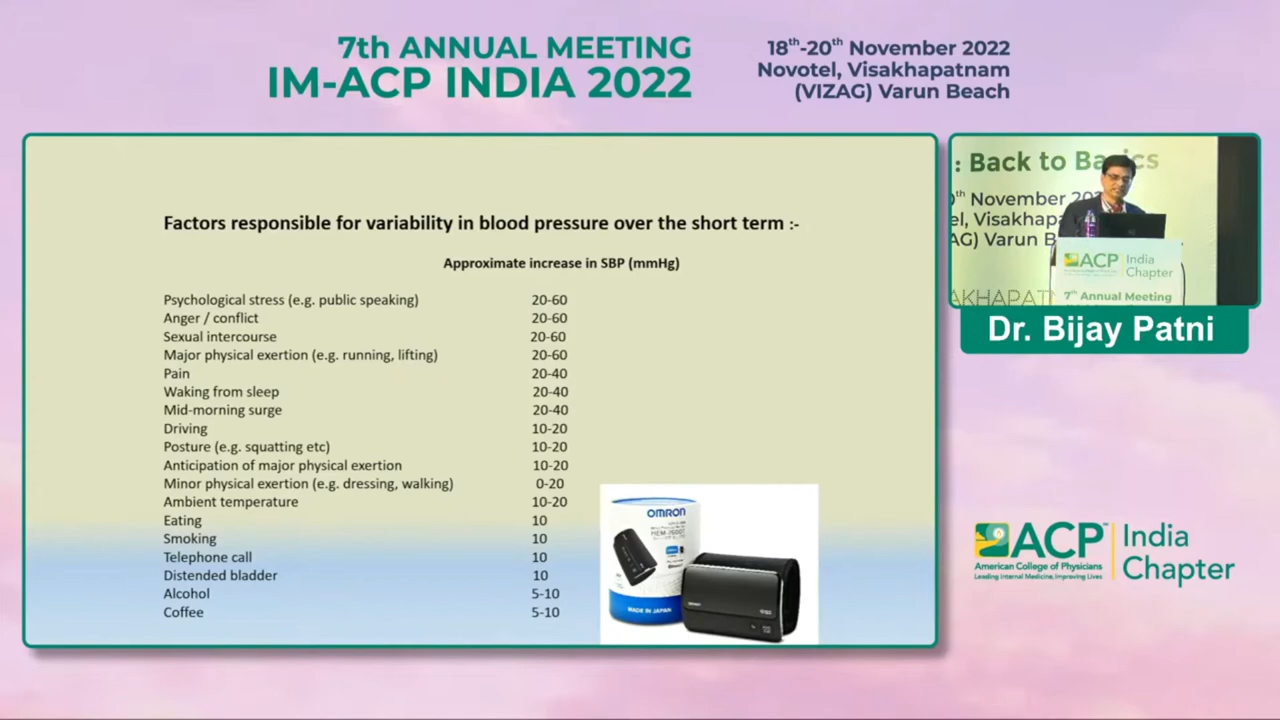 7th ANNUAL MEETING
IM-ACP INDIA 2022
18th-20th November 2022
Novotel, Visakhapatnam
(VIZAG) Varun Beach
Factors responsible for variability in blood pressure over the short term :-
Approximate increase in SBP (mmHg)
Psychological stress (e.g. public speaking) 20-60
Anger / conflict 20-60
Sexual intercourse 20-60
Major physical exertion (e.g. running, lifting) 20-60
Pain 20-40
Waking from sleep 20-40
Mid-morning surge 20-40
Driving 10-20
Posture (e.g. squatting etc) 10-20
Anticipation of major physical exertion 10-20
Minor physical exertion (e.g. dressing, walking) 0-20
Ambient temperature 10-20
Eating 10
Smoking 10
Telephone call 10
Distended bladder 10
Alcohol 5-10
Coffee 5-10
OMRON
MADE IN JAPAN
: Back to Basics
November
Varun
ACP India
Chapter
7th Annual Meeting
Dr. Bijay Patni
ACP India
Chapter
American College of Physicians
Leading Internal Medicine, Improving Lives